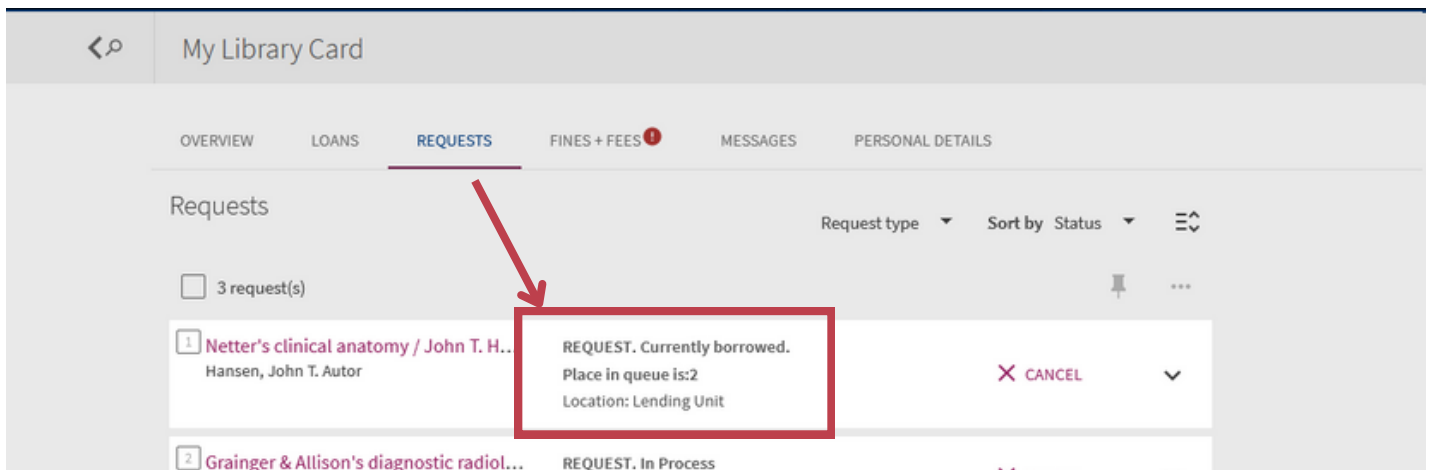 My Library Card
OVERVIEW LOANS REQUESTS FINES + FEES MESSAGES PERSONAL DETAILS
Requests
Request type Sort by Status
3 request(s)
1 Netter's clinical anatomy / John T. H... REQUEST. Currently borrowed.
Hansen, John T. Autor Place in queue is:2 CANCEL
Location: Lending Unit
2 Grainger & Allison's diagnostic radiol... REQUEST. In Process